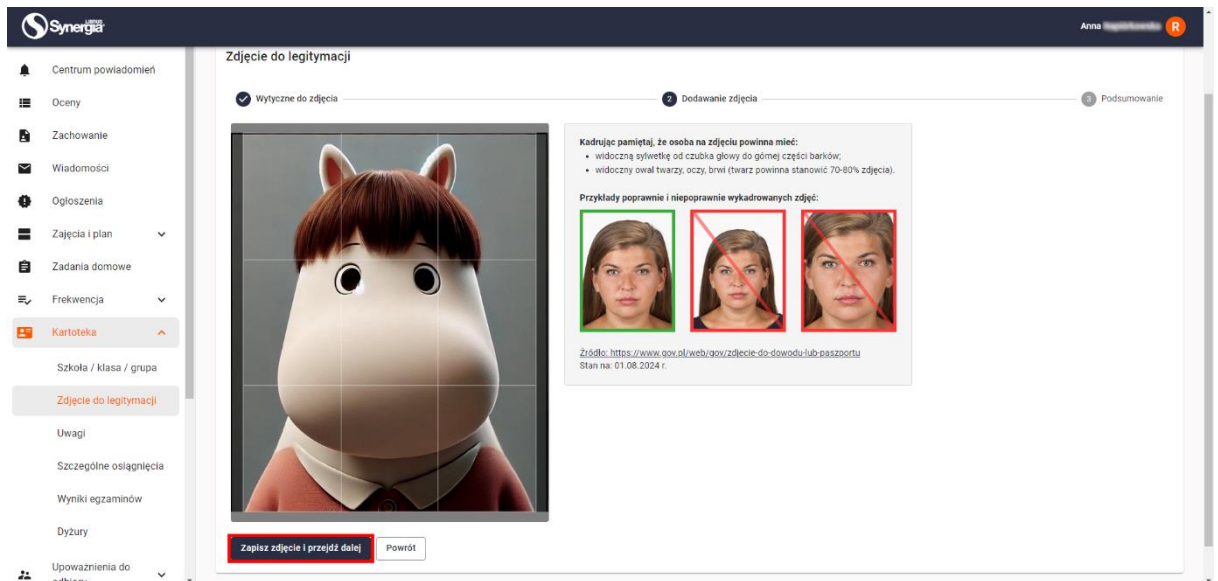 LIBRUS
Synergia
Anna
R
Centrum powiadomień
Oceny
Zachowanie
Wiadomości
Ogłoszenia
Zajęcia i plan
Zadania domowe
Frekwencja
Kartoteka
Szkoła / klasa / grupa
Zdjęcie do legitymacji
Uwagi
Szczególne osiągnięcia
Wyniki egzaminów
Dyżury
Upoważnienia do
odbioru
Zdjęcie do legitymacji
Wytyczne do zdjęcia
2 Dodawanie zdjęcia
3 Podsumowanie
Kadrując pamiętaj, że osoba na zdjęciu powinna mieć:
• widoczną sylwetkę od czubka głowy do górnej części barków;
• widoczny owal twarzy, oczy, brwi (twarz powinna stanowić 70-80% zdjęcia).
Przykłady poprawnie i niepoprawnie wykadrowanych zdjęć:
Źródło: https://www.gov.pl/web/gov/zdjecie-do-dowodu-lub-paszportu
Stan na: 01.08.2024 r.
Zapisz zdjęcie i przejdź dalej
Powrót